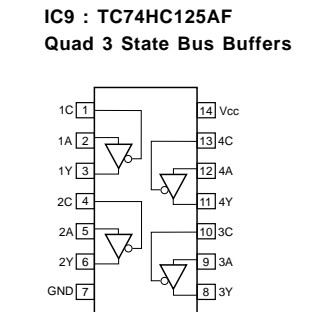 IC9 : TC74HC125AF
Quad 3 State Bus Buffers
1C 1 14 Vcc
1A 2 13 4C
1Y 3 12 4A
2C 4 11 4Y
2A 5 10 3C
2Y 6 9 3A
GND 7 8 3Y